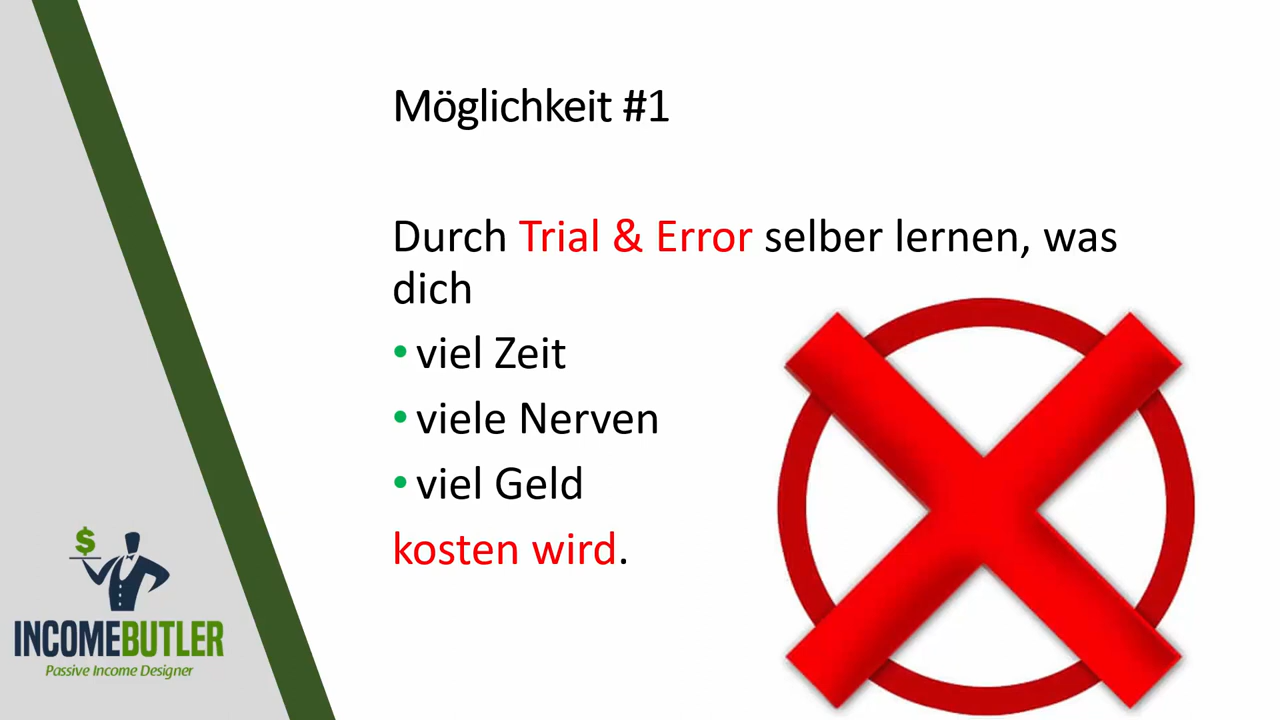 Möglichkeit #1
Durch Trial & Error selber lernen, was
dich
• viel Zeit
• viele Nerven
• viel Geld
kosten wird.
$
INCOMEBUTLER
Passive Income Designer